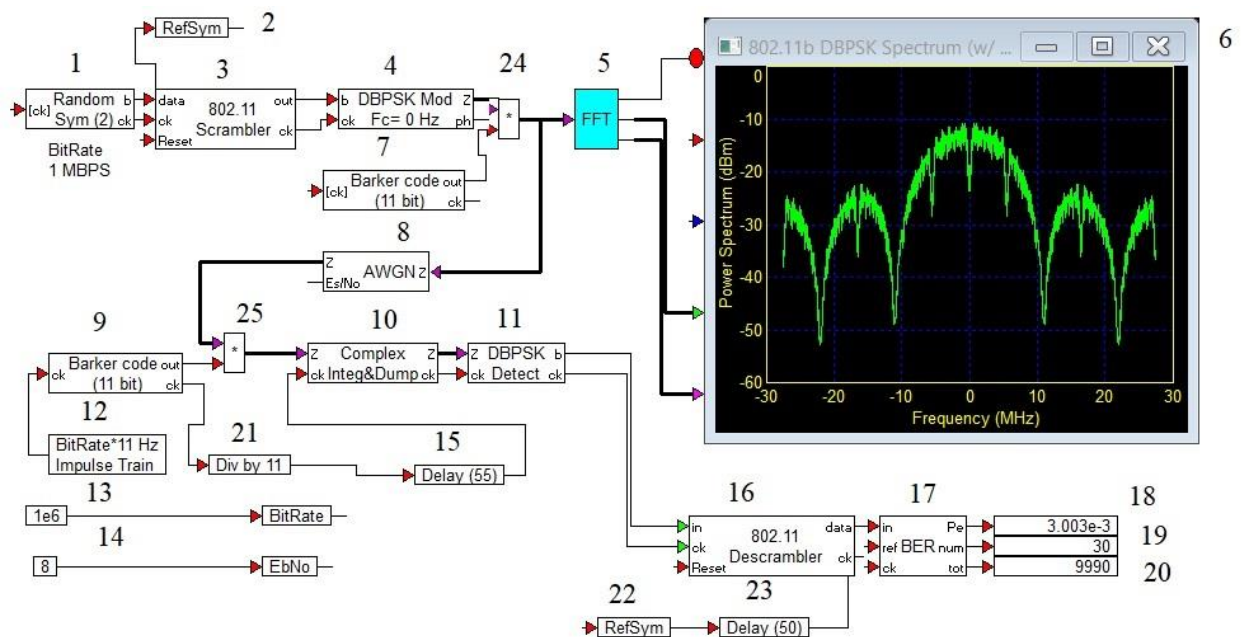 1
2
3
4
24
5
6
RefSym
[ck] Random b
Sym (2) ck
BitRate
1 MBPS
data 802.11 out
ck Scrambler ck
Reset
b DBPSK Mod Z
ck Fc= 0 Hz ph
*
FFT
7
[ck] Barker code out
(11 bit) ck
8
Z AWGN Z
Es/No
802.11b DBPSK Spectrum (w/ ...
Power Spectrum (dBm)
0
-10
-20
-30
-40
-50
-60
-30 -20 -10 0 10 20 30
Frequency (MHz)
9
25
10
11
ck Barker code out
(11 bit) ck
*
Z Complex Z
ck Integ&Dump ck
Z DBPSK b
ck Detect ck
12
BitRate*11 Hz
Impulse Train
21
Div by 11
15
Delay (55)
13
1e6
BitRate
14
8
EbNo
16
17
18
19
20
in 802.11 data
ck Descrambler ck
Reset
in Pe
ref BER num
ck tot
3.003e-3
30
9990
22
23
RefSym
Delay (50)